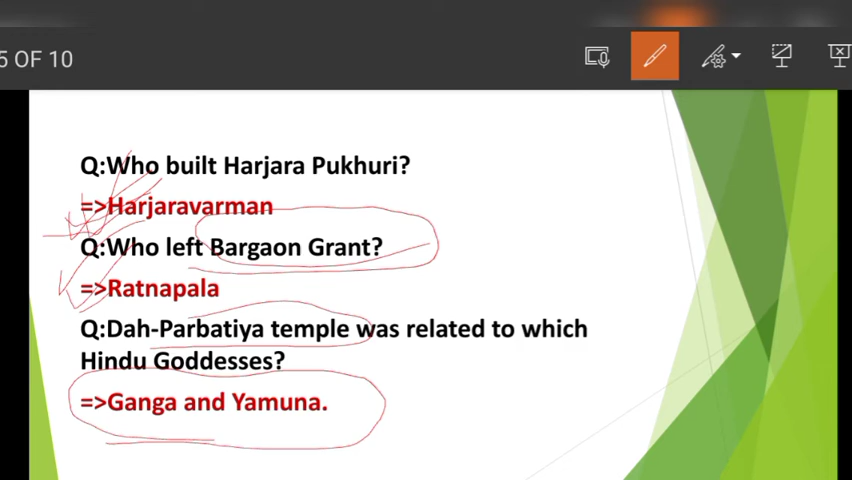 5 OF 10
Q:Who built Harjara Pukhuri?
=>Harjaravarman
Q:Who left Bargaon Grant?
=>Ratnapala
Q:Dah-Parbatiya temple was related to which
Hindu Goddesses?
=>Ganga and Yamuna.